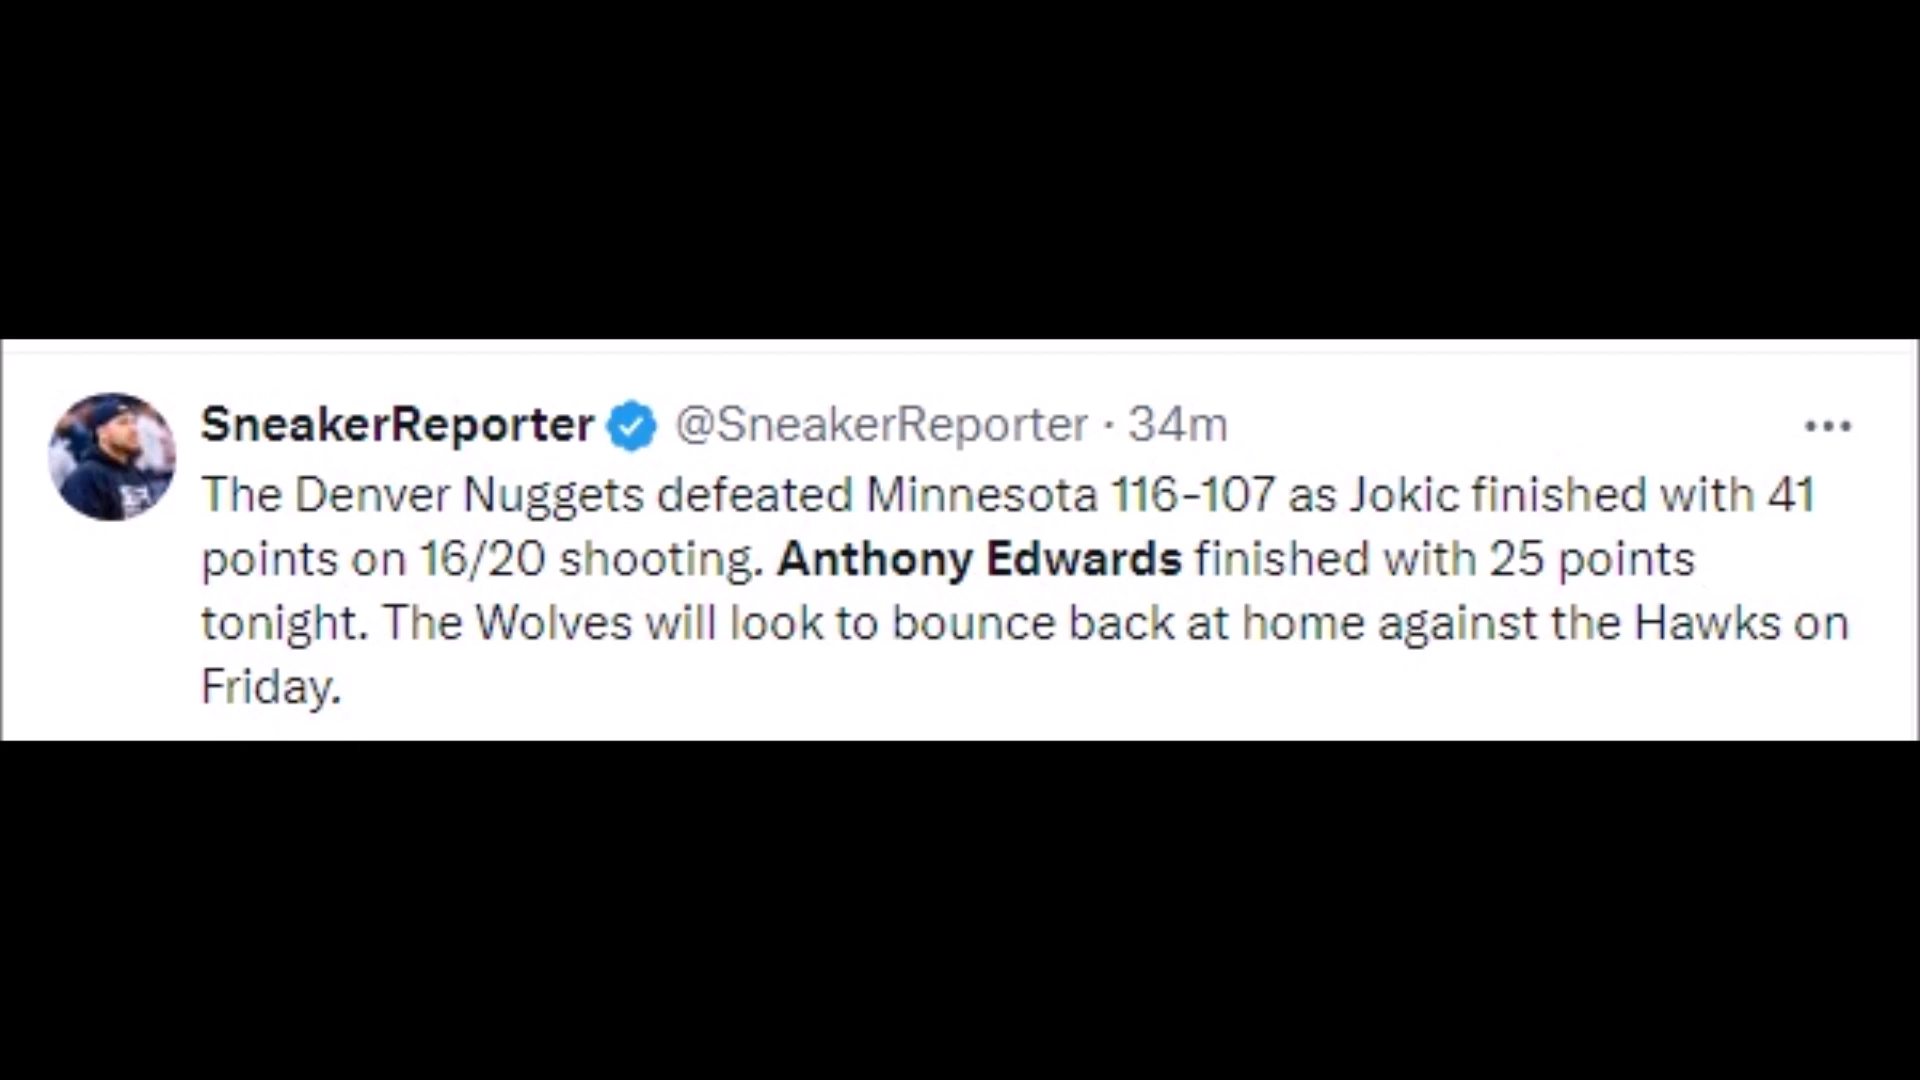 SneakerReporter @SneakerReporter · 34m
The Denver Nuggets defeated Minnesota 116-107 as Jokic finished with 41
points on 16/20 shooting. Anthony Edwards finished with 25 points
tonight. The Wolves will look to bounce back at home against the Hawks on
Friday.